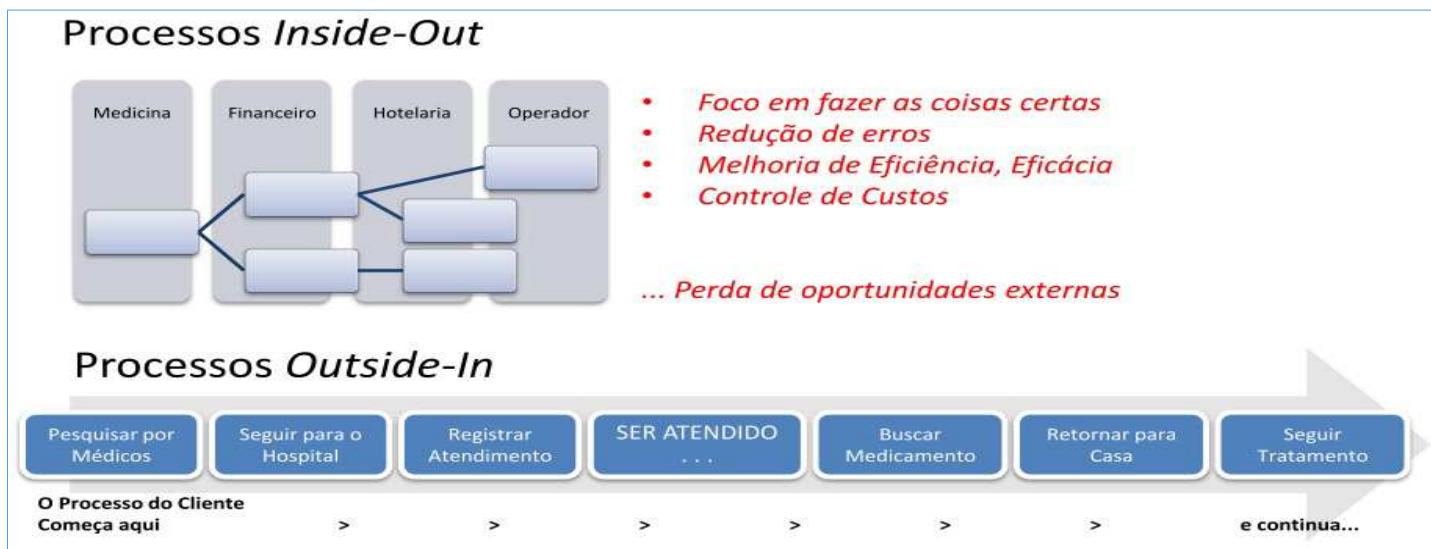 Processos Inside-Out
Medicina
Financeiro
Hotelaria
Operador
• Foco em fazer as coisas certas
• Redução de erros
• Melhoria de Eficiência, Eficácia
• Controle de Custos
... Perda de oportunidades externas
Processos Outside-In
Pesquisar por
Médicos
Seguir para o
Hospital
Registrar
Atendimento
SER ATENDIDO
. . .
Buscar
Medicamento
Retornar para
Casa
Seguir
Tratamento
O Processo do Cliente
Começa aqui > > > > > > e continua...